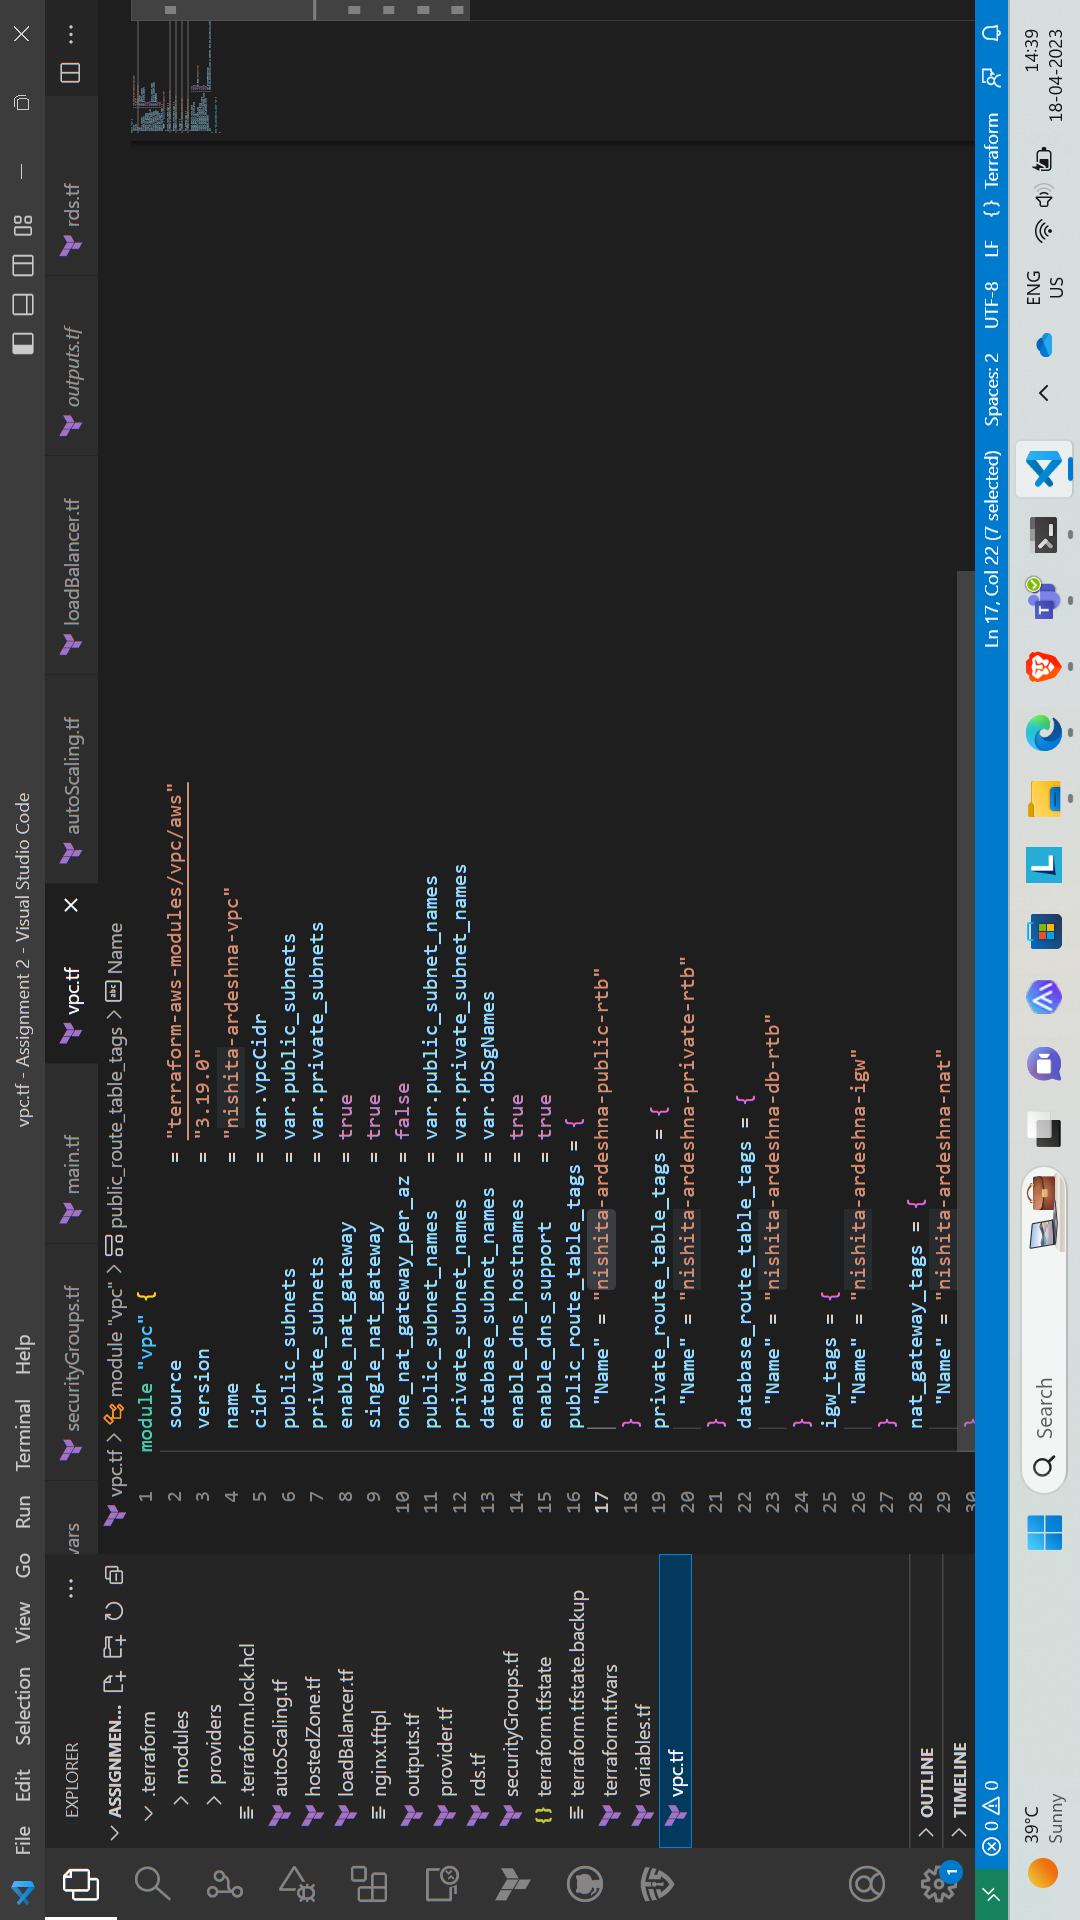 File Edit Selection View Go Run Terminal Help
vpc.tf - Assignment 2 - Visual Studio Code
EXPLORER
vars
securityGroups.tf
main.tf
vpc.tf
autoScaling.tf
loadBalancer.tf
outputs.tf
rds.tf
ASSIGNMEN...
.terraform
modules
providers
.terraform.lock.hcl
autoScaling.tf
hostedZone.tf
loadBalancer.tf
nginx.tftpl
outputs.tf
provider.tf
rds.tf
securityGroups.tf
terraform.tfstate
terraform.tfstate.backup
terraform.tfvars
variables.tf
vpc.tf
OUTLINE
TIMELINE
vpc.tf > module "vpc" > public_route_table_tags > abc Name
1 module "vpc" {
2 source = "terraform-aws-modules/vpc/aws"
3 version = "3.19.0"
4 name = "nishita-ardeshna-vpc"
5 cidr = var.vpcCidr
6 public_subnets = var.public_subnets
7 private_subnets = var.private_subnets
8 enable_nat_gateway = true
9 single_nat_gateway = true
10 one_nat_gateway_per_az = false
11 public_subnet_names = var.public_subnet_names
12 private_subnet_names = var.private_subnet_names
13 database_subnet_names = var.dbSgNames
14 enable_dns_hostnames = true
15 enable_dns_support = true
16 public_route_table_tags = {
17 "Name" = "nishita-ardeshna-public-rtb"
18 }
19 private_route_table_tags = {
20 "Name" = "nishita-ardeshna-private-rtb"
21 }
22 database_route_table_tags = {
23 "Name" = "nishita-ardeshna-db-rtb"
24 }
25 igw_tags = {
26 "Name" = "nishita-ardeshna-igw"
27 }
28 nat_gateway_tags = {
29 "Name" = "nishita-ardeshna-nat"
30 }
1
0 0
Ln 17, Col 22 (7 selected) Spaces: 2 UTF-8 LF {} Terraform
39°C
Sunny
Search
ENG
US
14:39
18-04-2023